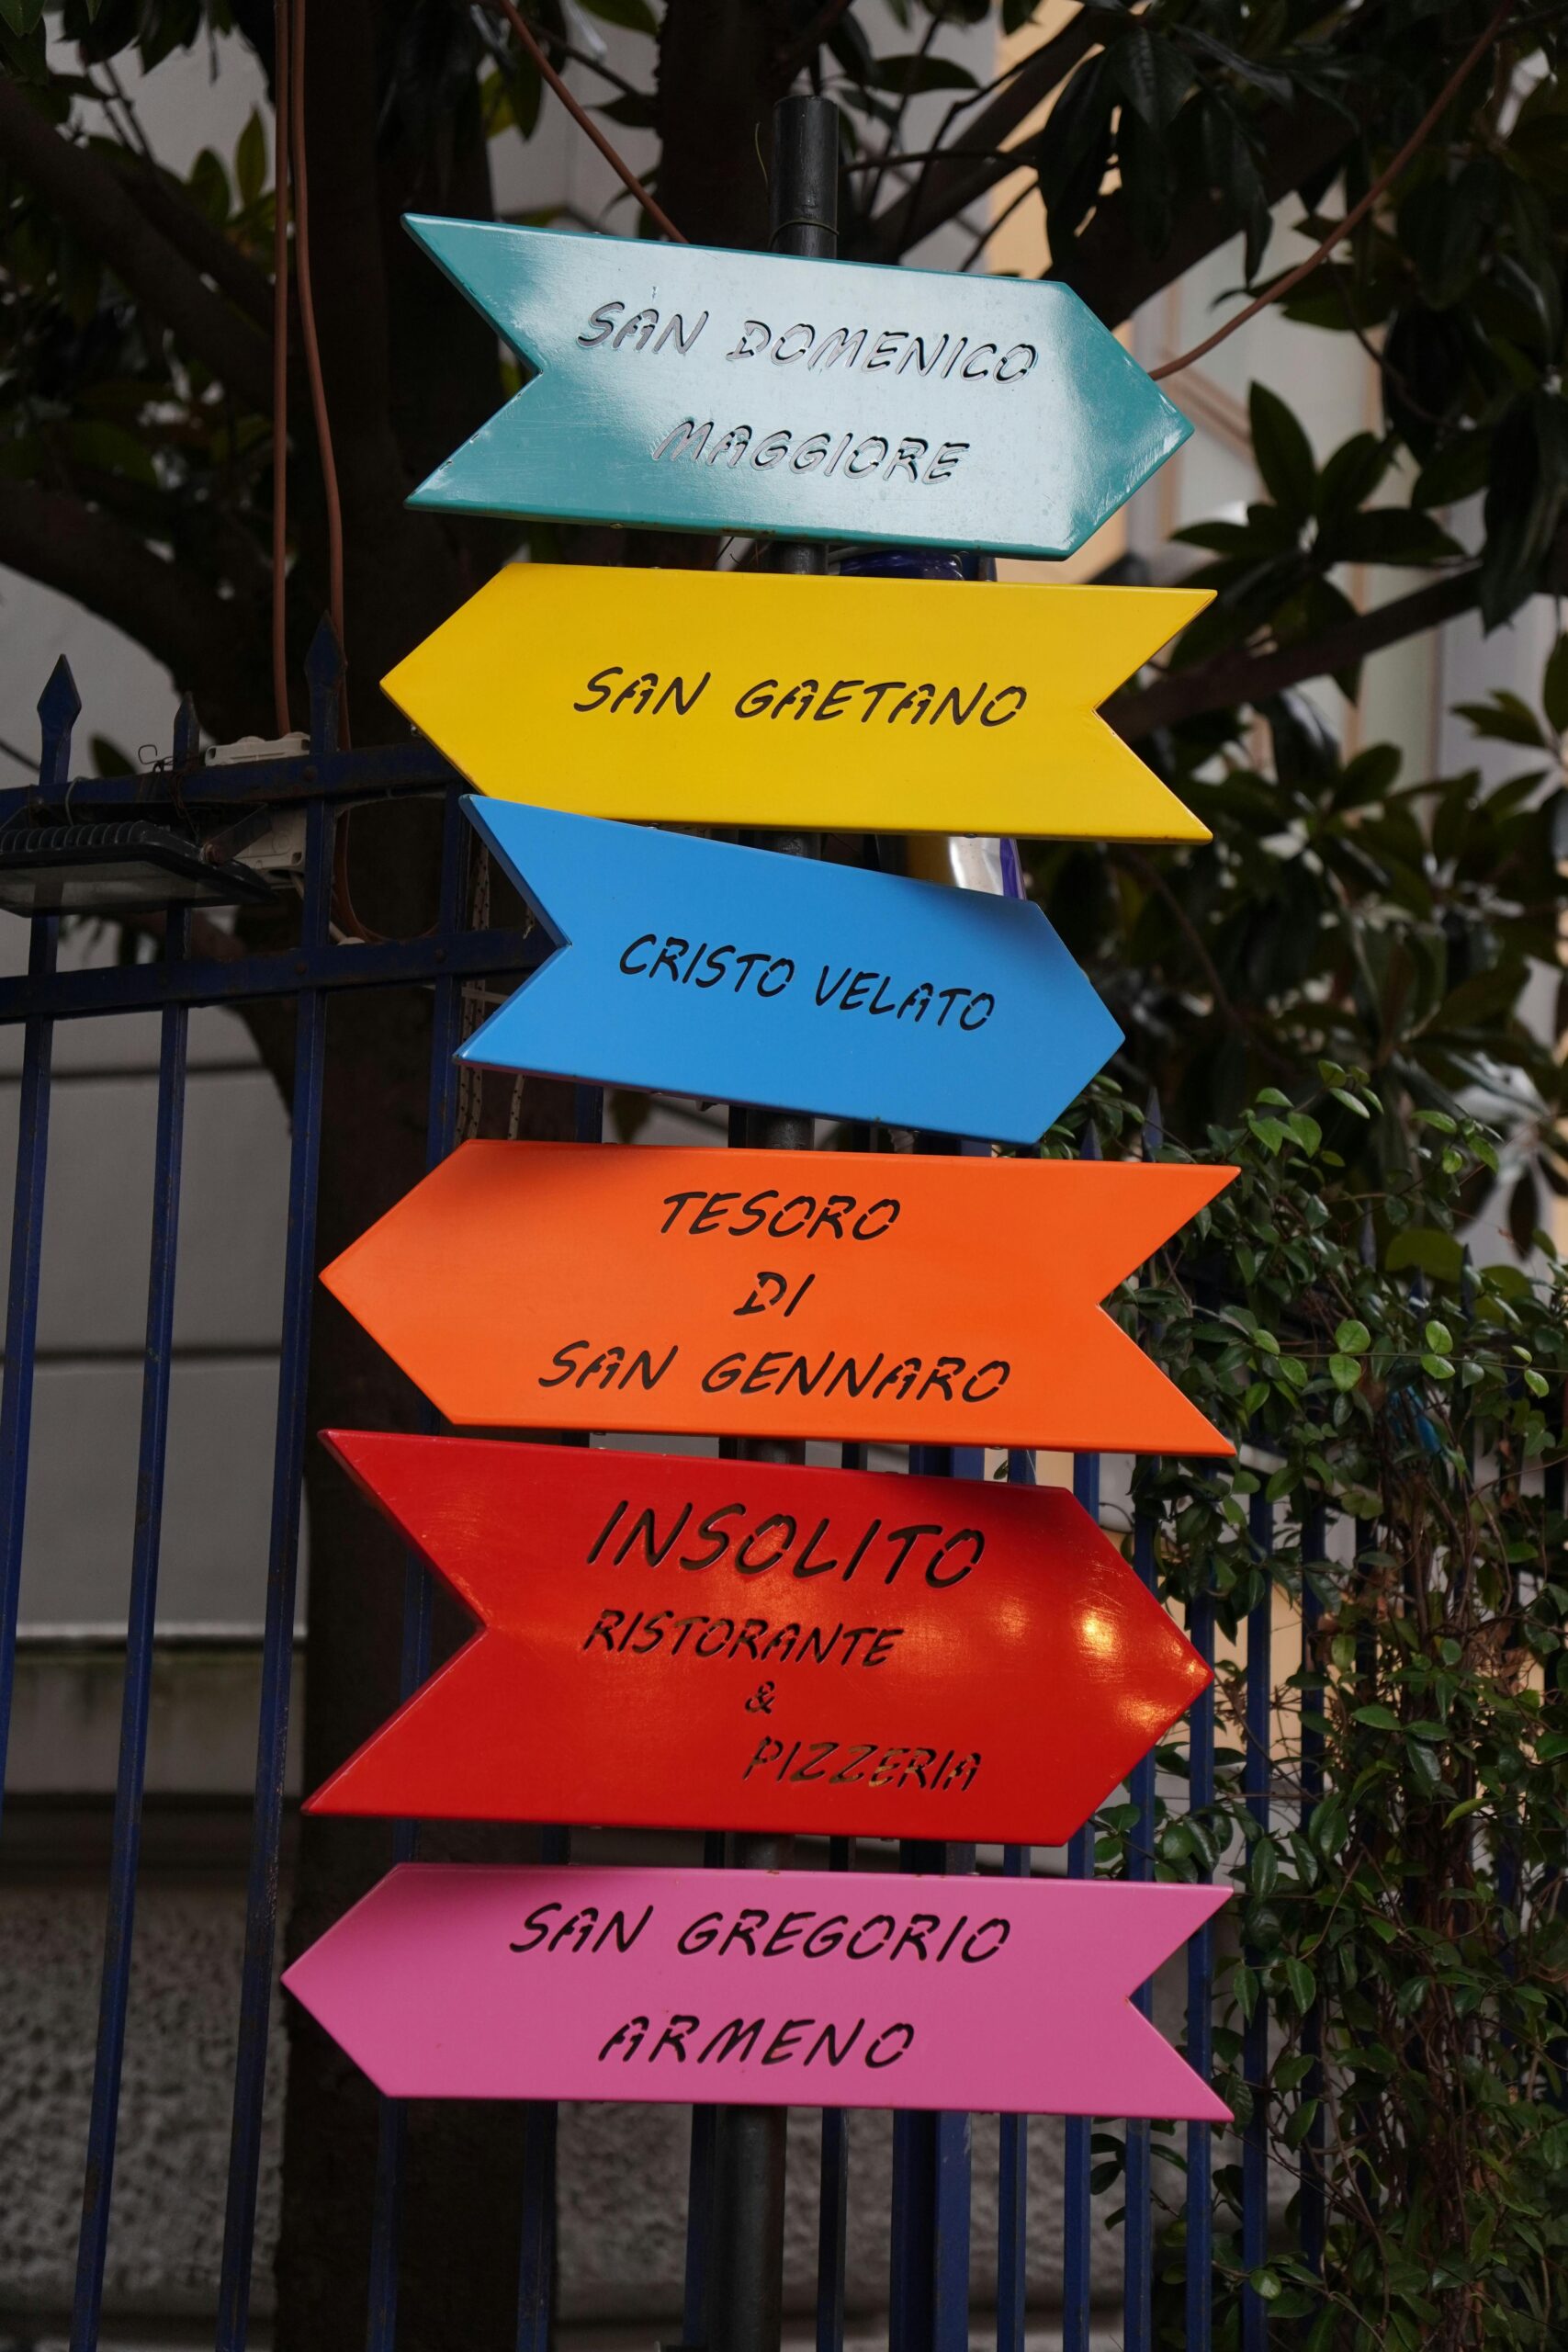 SAN DOMENICO
MAGGIORE
SAN GAETANO
CRISTO VELATO
TESORO
DI
SAN GENNARO
INSOLITO
RISTORANTE
&
PIZZERIA
SAN GREGORIO
ARMENO